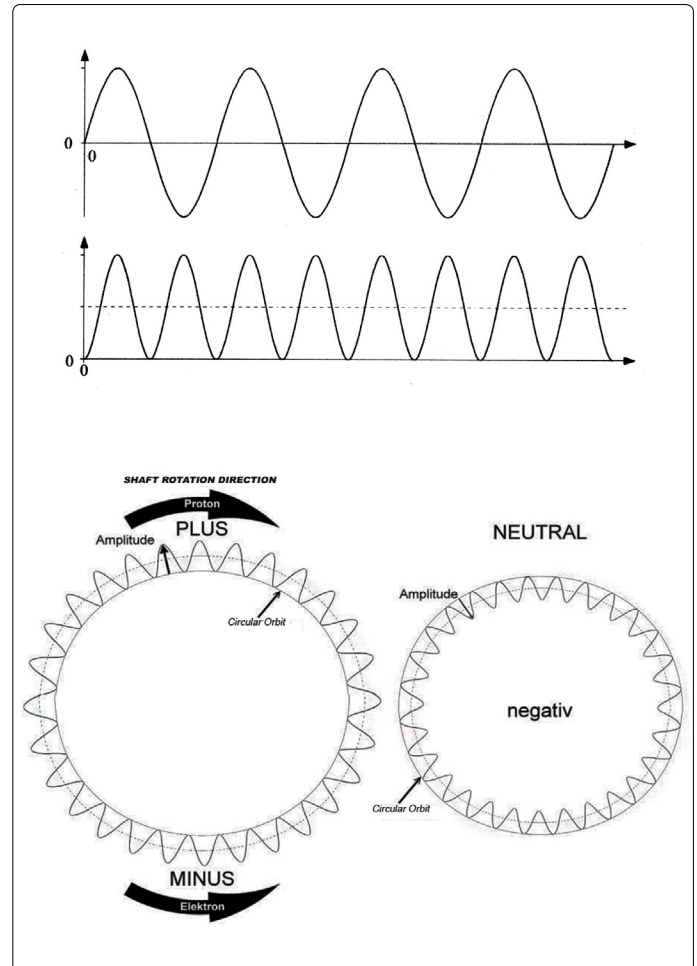 0
0
0
0
SHAFT ROTATION DIRECTION
Proton
PLUS
Amplitude
Circular Orbit
MINUS
Elektron
NEUTRAL
Amplitude
negativ
Circular Orbit